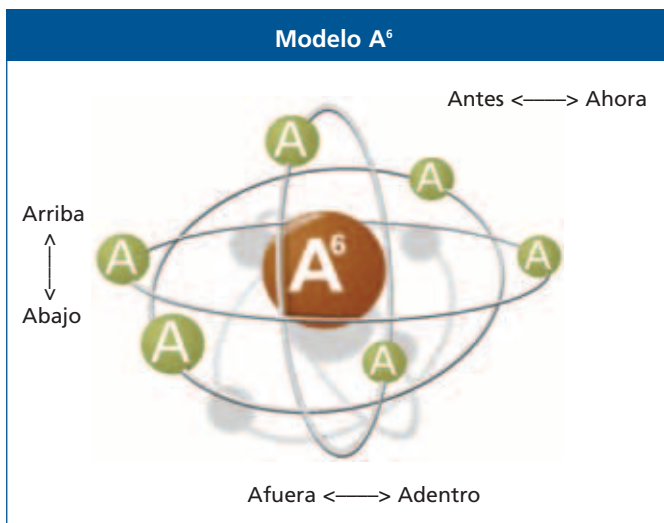 Modelo A⁶
Antes <----> Ahora
A
A
Arriba
A
A⁶
A
<---->
Abajo
A
A
Afuera <----> Adentro